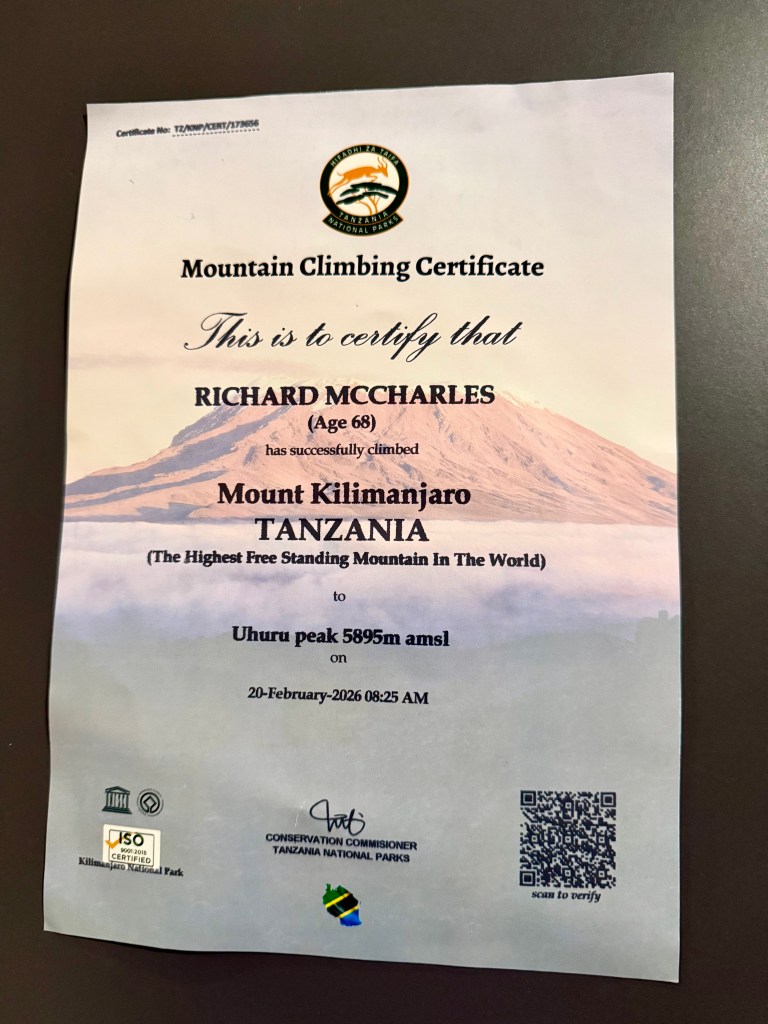 Certificate No: TZ/KNP/CERT/173656
HIFADHI ZA TAIFA
TANZANIA
NATIONAL PARKS
Mountain Climbing Certificate
This is to certify that
RICHARD MCCHARLES
(Age 68)
has successfully climbed
Mount Kilimanjaro
TANZANIA
(The Highest Free Standing Mountain In The World)
to
Uhuru peak 5895m amsl
on
20-February-2026 08:25 AM
ISO
9001:2015
CERTIFIED
Kilimanjaro National Park
CONSERVATION COMMISIONER
TANZANIA NATIONAL PARKS
scan to verify